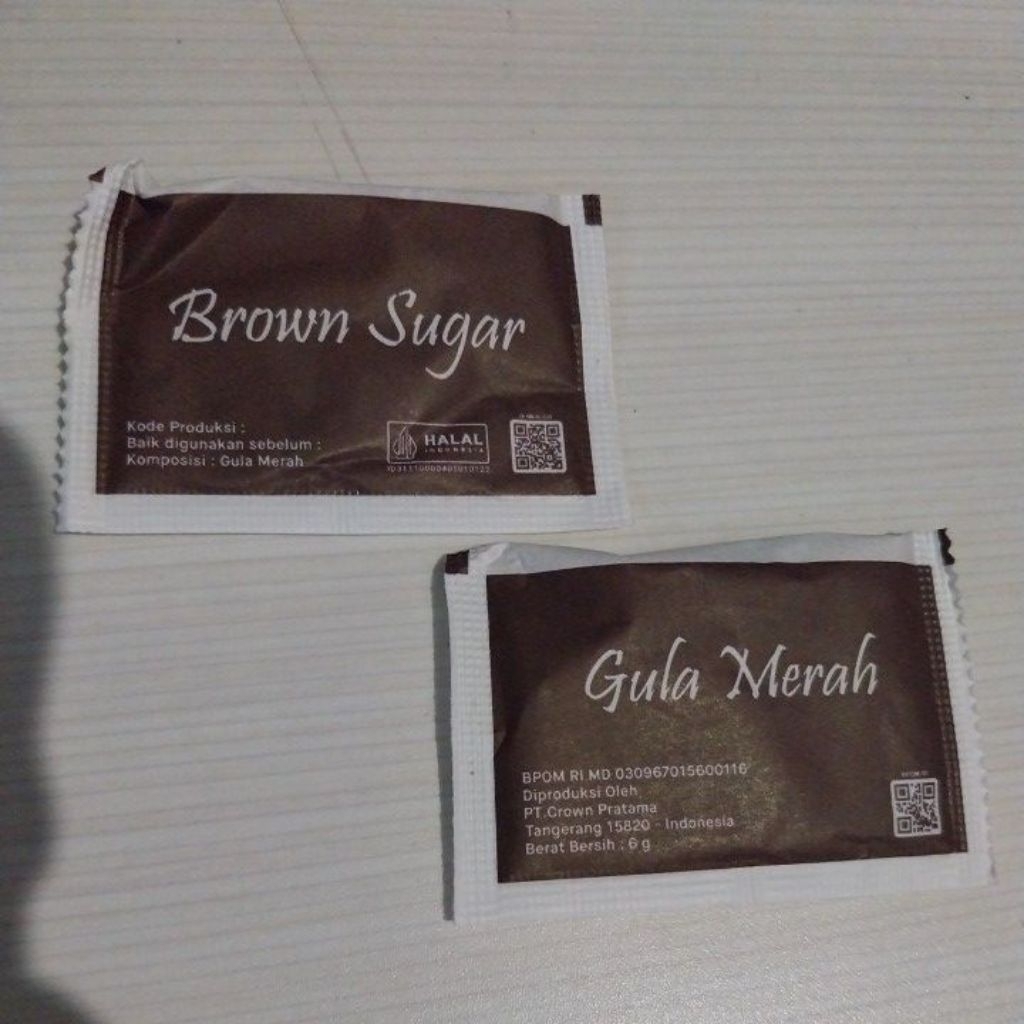 Brown Sugar
Kode Produksi :
Baik digunakan sebelum :
Komposisi : Gula Merah
HALAL
INDONESIA
Gula Merah
BPOM RI MD 030967015600116
Diproduksi Oleh
PT.Crown Pratama
Tangerang 15820 - Indonesia
Berat Bersih : 6 g